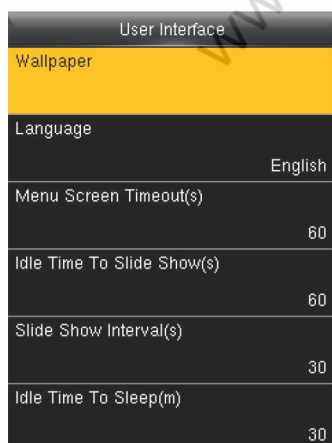 User Interface
Wallpaper
Language
English
Menu Screen Timeout(s)
60
Idle Time To Slide Show(s)
60
Slide Show Interval(s)
30
Idle Time To Sleep(m)
30